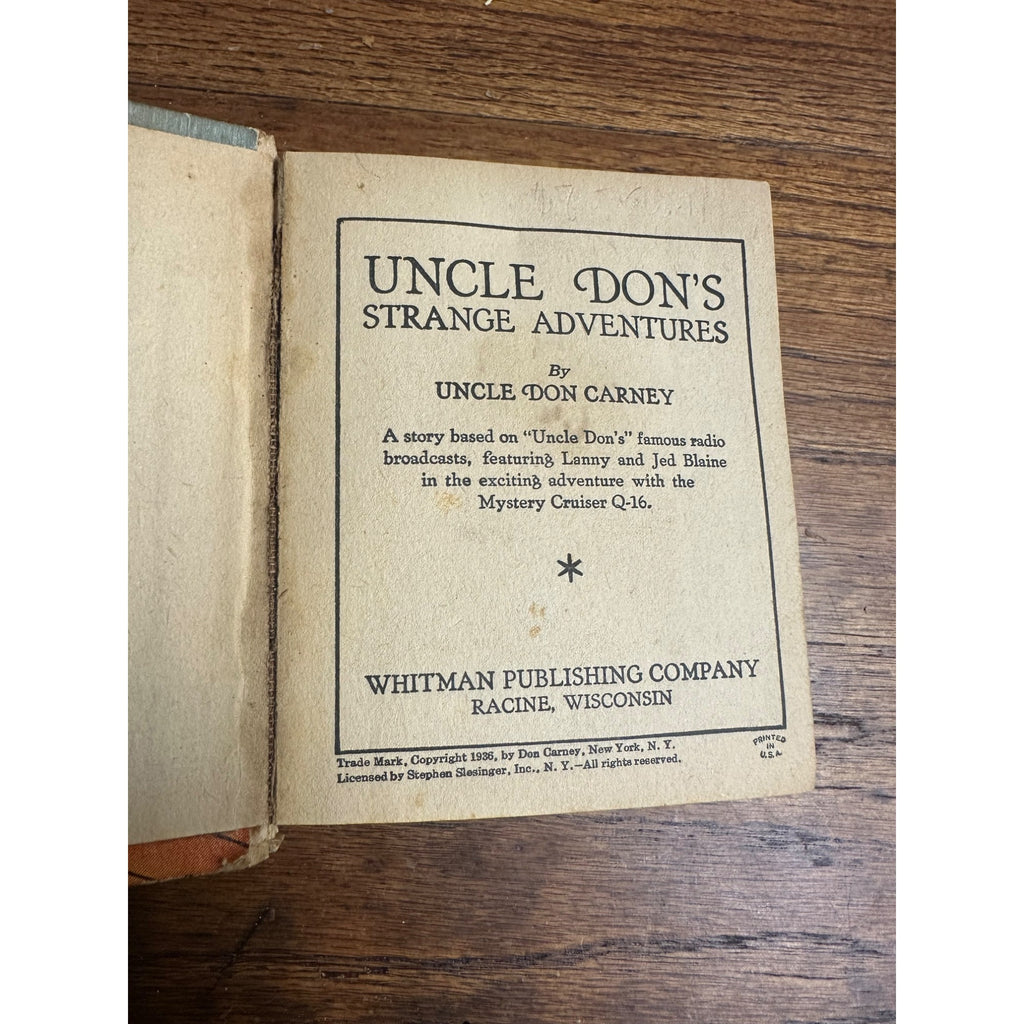 UNCLE DON'S
STRANGE ADVENTURES
By
UNCLE DON CARNEY
A story based on "Uncle Don's" famous radio
broadcasts, featuring Lanny and Jed Blaine
in the exciting adventure with the
Mystery Cruiser Q-16.
*
WHITMAN PUBLISHING COMPANY
RACINE, WISCONSIN
Trade Mark, Copyright 1936, by Don Carney, New York, N. Y.
Licensed by Stephen Slesinger, Inc., N. Y.—All rights reserved.
PRINTED
IN
U.S.A.